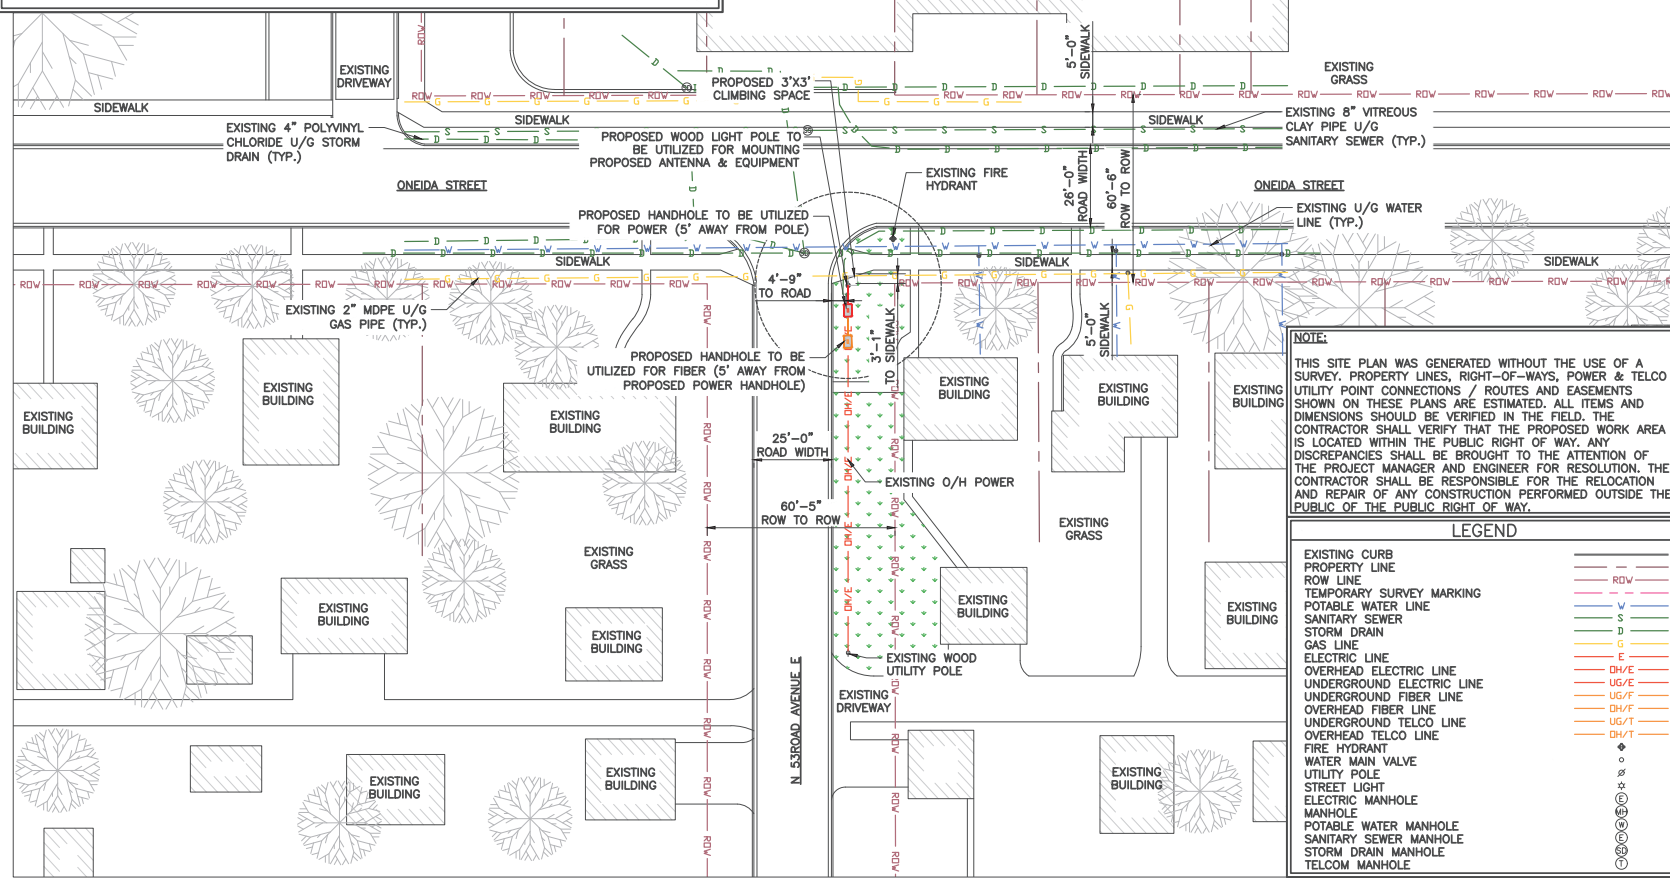 EXISTING
DRIVEWAY
SIDEWALK
EXISTING 4" POLYVINYL
CHLORIDE U/G STORM
DRAIN (TYP.)
SIDEWALK
PROPOSED 3'X3'
CLIMBING SPACE
PROPOSED WOOD LIGHT POLE TO
BE UTILIZED FOR MOUNTING
PROPOSED ANTENNA & EQUIPMENT
5'-0"
SIDEWALK
EXISTING
GRASS
SIDEWALK
EXISTING 8" VITREOUS
CLAY PIPE U/G
SANITARY SEWER (TYP.)
ONEIDA STREET
EXISTING FIRE
HYDRANT
26'-0"
ROAD WIDTH
60'-6"
ROW TO ROW
ONEIDA STREET
PROPOSED HANDHOLE TO BE UTILIZED
FOR POWER (5' AWAY FROM POLE)
EXISTING U/G WATER
LINE (TYP.)
SIDEWALK
SIDEWALK
SIDEWALK
4'-9"
TO ROAD
EXISTING 2" MDPE U/G
GAS PIPE (TYP.)
3'-1"
TO SIDEWALK
5'-0"
SIDEWALK
PROPOSED HANDHOLE TO BE
UTILIZED FOR FIBER (5' AWAY FROM
PROPOSED POWER HANDHOLE)
EXISTING
BUILDING
EXISTING
BUILDING
EXISTING
BUILDING
EXISTING
BUILDING
EXISTING
BUILDING
EXISTING
BUILDING
25'-0"
ROAD WIDTH
EXISTING O/H POWER
60'-5"
ROW TO ROW
EXISTING
GRASS
EXISTING
GRASS
EXISTING
BUILDING
EXISTING
BUILDING
EXISTING
BUILDING
EXISTING
BUILDING
EXISTING WOOD
UTILITY POLE
EXISTING
DRIVEWAY
N 53ROAD AVENUE E
EXISTING
BUILDING
EXISTING
BUILDING
EXISTING
BUILDING
NOTE:
THIS SITE PLAN WAS GENERATED WITHOUT THE USE OF A
SURVEY. PROPERTY LINES, RIGHT-OF-WAYS, POWER & TELCO
UTILITY POINT CONNECTIONS / ROUTES AND EASEMENTS
SHOWN ON THESE PLANS ARE ESTIMATED. ALL ITEMS AND
DIMENSIONS SHOULD BE VERIFIED IN THE FIELD. THE
CONTRACTOR SHALL VERIFY THAT THE PROPOSED WORK AREA
IS LOCATED WITHIN THE PUBLIC RIGHT OF WAY. ANY
DISCREPANCIES SHALL BE BROUGHT TO THE ATTENTION OF
THE PROJECT MANAGER AND ENGINEER FOR RESOLUTION. THE
CONTRACTOR SHALL BE RESPONSIBLE FOR THE RELOCATION
AND REPAIR OF ANY CONSTRUCTION PERFORMED OUTSIDE THE
PUBLIC OF THE PUBLIC RIGHT OF WAY.
LEGEND
EXISTING CURB
PROPERTY LINE
ROW LINE ROW
TEMPORARY SURVEY MARKING
POTABLE WATER LINE W
SANITARY SEWER S
STORM DRAIN D
GAS LINE G
ELECTRIC LINE E
OVERHEAD ELECTRIC LINE OH/E
UNDERGROUND ELECTRIC LINE UG/E
UNDERGROUND FIBER LINE UG/F
OVERHEAD FIBER LINE OH/F
UNDERGROUND TELCO LINE UG/T
OVERHEAD TELCO LINE OH/T
FIRE HYDRANT
WATER MAIN VALVE
UTILITY POLE
STREET LIGHT
ELECTRIC MANHOLE E
MANHOLE MH
POTABLE WATER MANHOLE W
SANITARY SEWER MANHOLE E
STORM DRAIN MANHOLE SD
TELCOM MANHOLE T